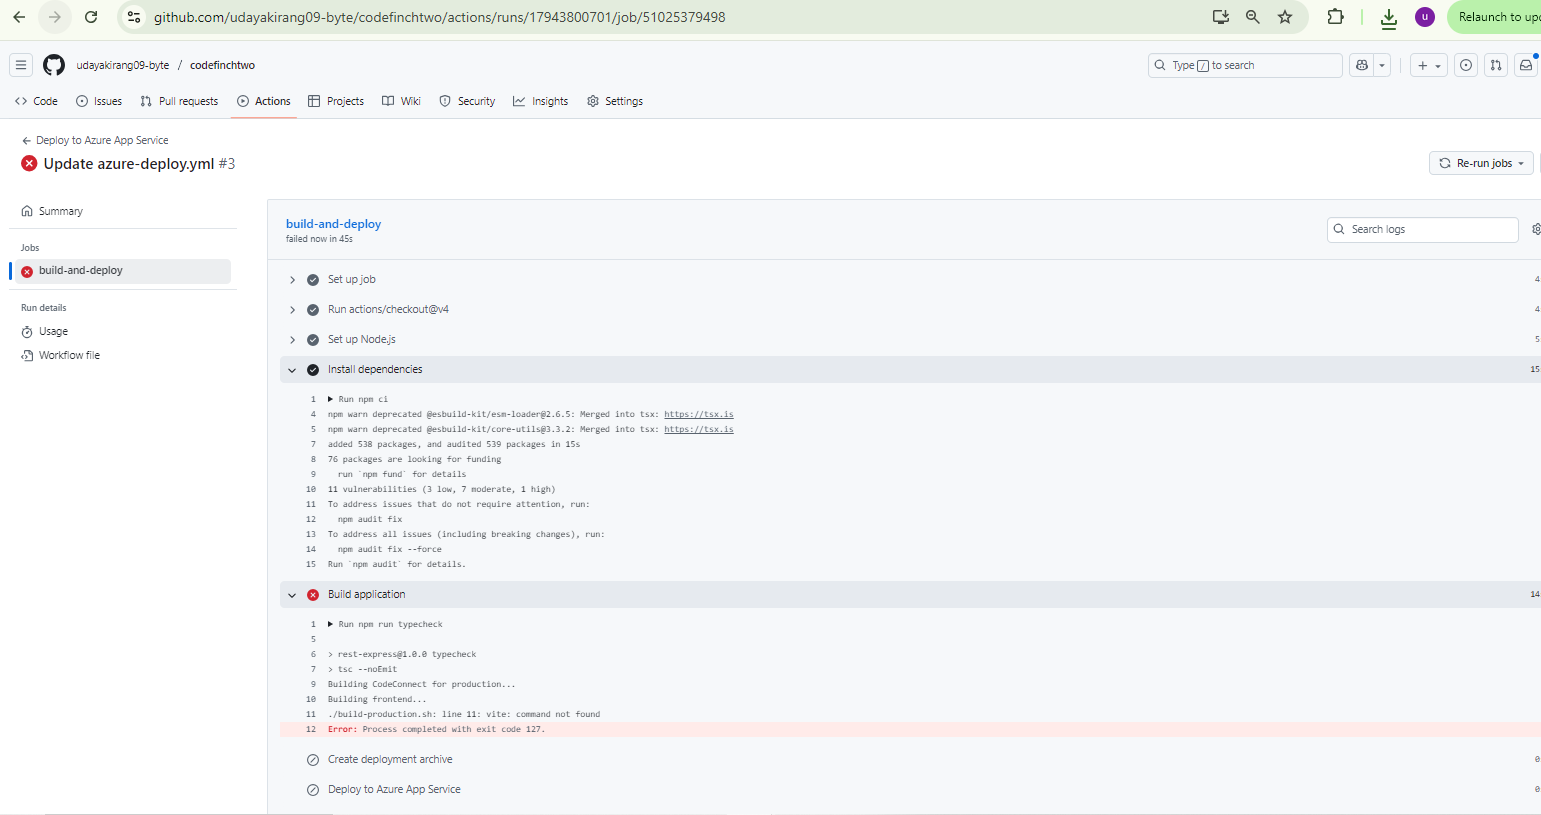 github.com/udayakirang09-byte/codefinchtwo/actions/runs/17943800701/job/51025379498
u
Relaunch to up
udayakirang09-byte / codefinchtwo
Type / to search
Code Issues Pull requests Actions Projects Wiki Security Insights Settings
Deploy to Azure App Service
Update azure-deploy.yml #3
Re-run jobs
Summary
Jobs
build-and-deploy
Run details
Usage
Workflow file
build-and-deploy
failed now in 45s
Search logs
Set up job 4
Run actions/checkout@v4 4
Set up Node.js 5
Install dependencies 15
1 Run npm ci
4 npm warn deprecated @esbuild-kit/esm-loader@2.6.5: Merged into tsx: https://tsx.is
5 npm warn deprecated @esbuild-kit/core-utils@3.3.2: Merged into tsx: https://tsx.is
7 added 538 packages, and audited 539 packages in 15s
8 76 packages are looking for funding
9 run `npm fund` for details
10 11 vulnerabilities (3 low, 7 moderate, 1 high)
11 To address issues that do not require attention, run:
12 npm audit fix
13 To address all issues (including breaking changes), run:
14 npm audit fix --force
15 Run `npm audit` for details.
Build application 14
1 Run npm run typecheck
5
6 > rest-express@1.0.0 typecheck
7 > tsc --noEmit
9 Building CodeConnect for production...
10 Building frontend...
11 ./build-production.sh: line 11: vite: command not found
12 Error: Process completed with exit code 127.
Create deployment archive 0
Deploy to Azure App Service 0